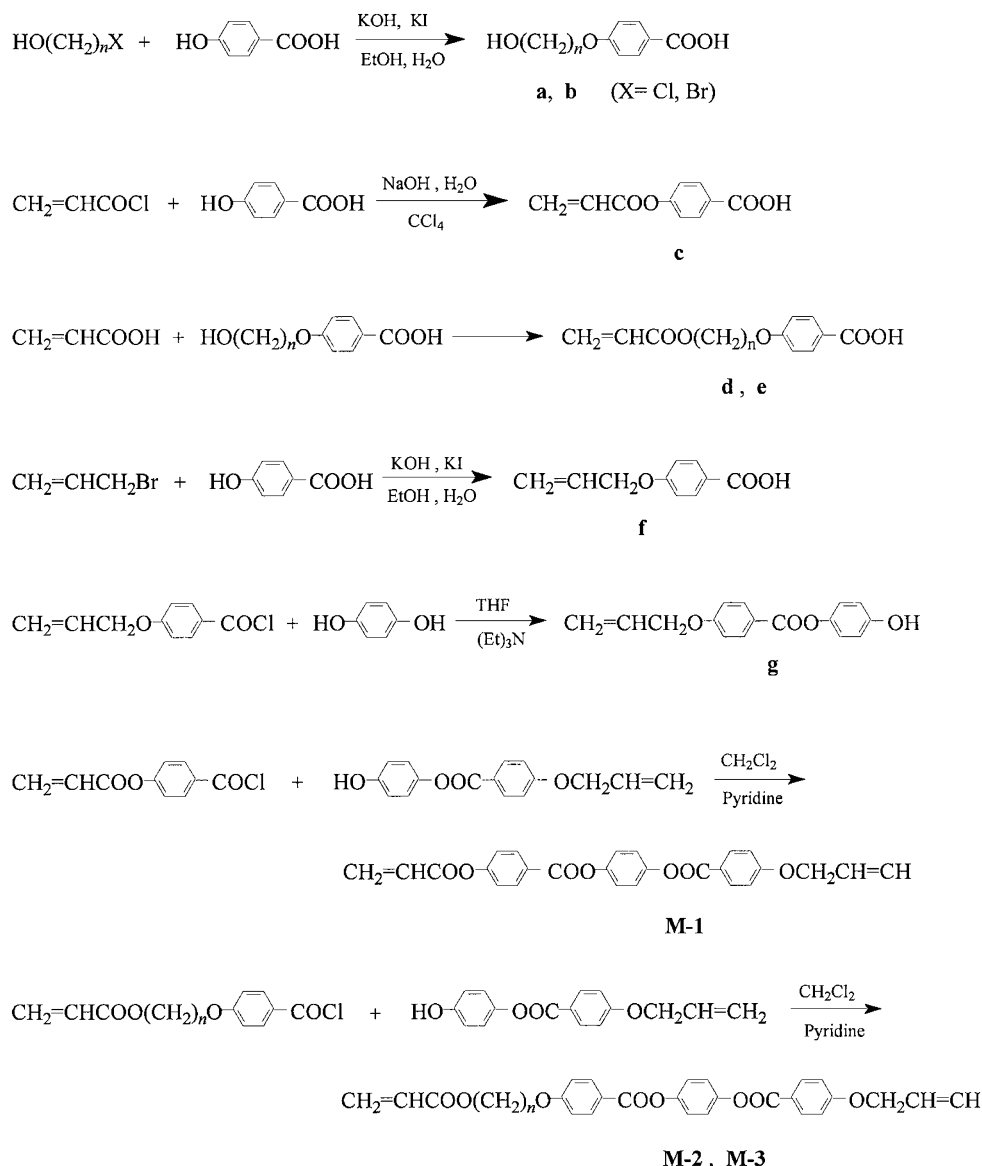 KOH, KI
HO(CH2)nX + HO COOH HO(CH2)nO COOH
EtOH, H2O
a, b (X= Cl, Br)
NaOH , H2O
CH2=CHCOCl + HO COOH CH2=CHCOO COOH
CCl4
c
CH2=CHCOOH + HO(CH2)nO COOH CH2=CHCOO(CH2)nO COOH
d , e
KOH , KI
CH2=CHCH2Br + HO COOH CH2=CHCH2O COOH
EtOH , H2O
f
THF
CH2=CHCH2O COCl + HO OH CH2=CHCH2O COO OH
(Et)3N
g
CH2Cl2
CH2=CHCOO COCl + HO OOC OCH2CH=CH2
Pyridine
CH2=CHCOO COO OOC OCH2CH=CH
M-1
CH2Cl2
CH2=CHCOO(CH2)nO COCl + HO OOC OCH2CH=CH2
Pyridine
CH2=CHCOO(CH2)nO COO OOC OCH2CH=CH
M-2 , M-3